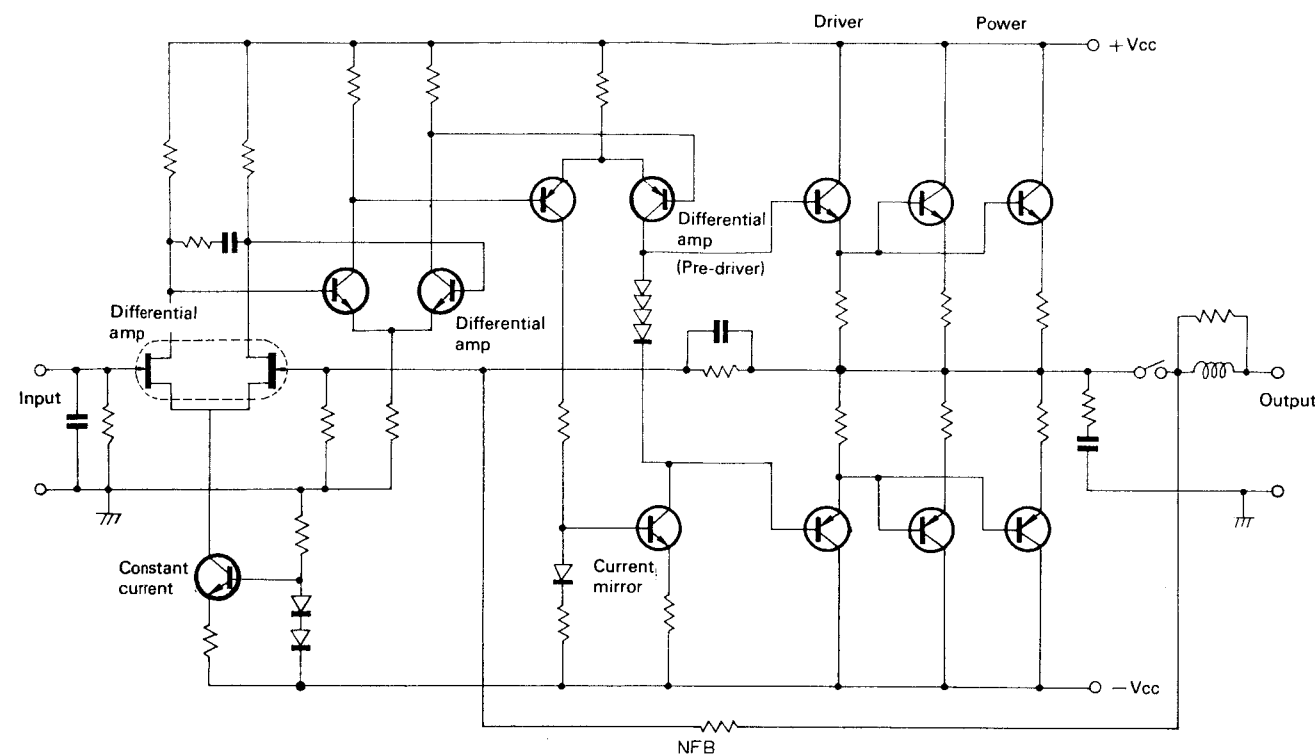 Driver
Power
+ Vcc
Differential
amp
(Pre-driver)
Differential
amp
Differential
amp
Input
Output
Constant
current
Current
mirror
− Vcc
NFB